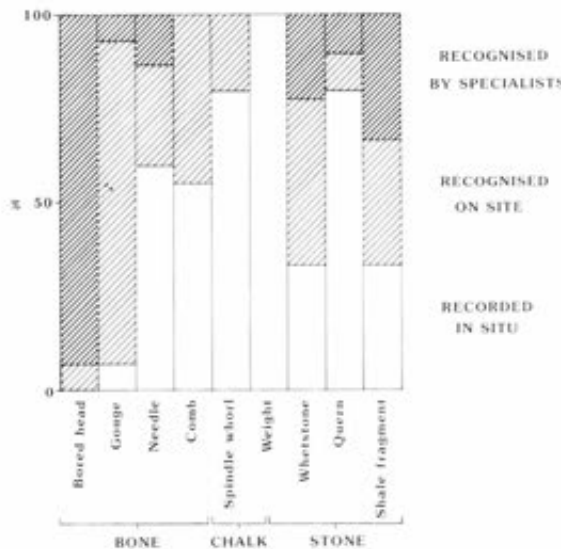 100
RECOGNISED
BY SPECIALISTS
%
50
RECOGNISED
ON SITE
RECORDED
IN SITU
0
Bored head
Gouge
Needle
Comb
Spindle whorl
Weight
Whetstone
Quern
Shale fragment
BONE
CHALK
STONE